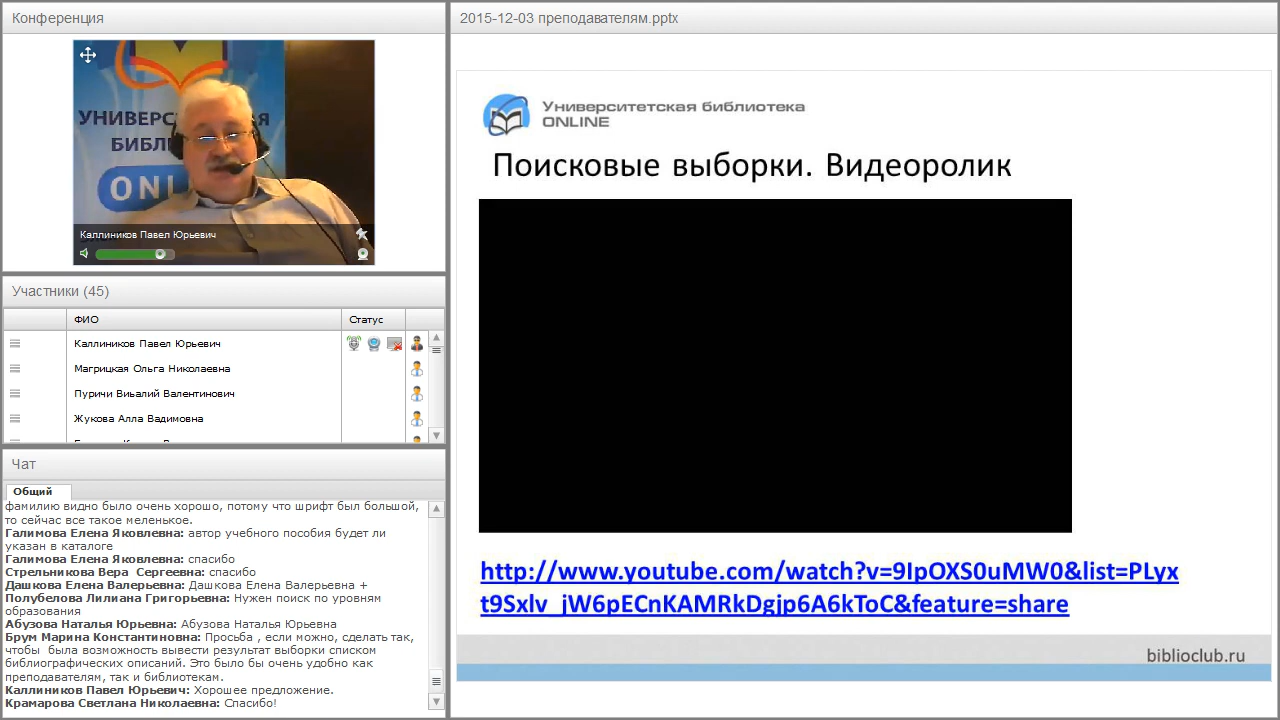 Конференция
УНИВЕРС
АЯ
БИБЛ
ONL
Каллиников Павел Юрьевич
Участники (45)
ФИО
Статус
Каллиников Павел Юрьевич
Магрицкая Ольга Николаевна
Пуричи Виьалий Валентинович
Жукова Алла Вадимовна
Чат
Общий
фамилию видно было очень хорошо, потому что шрифт был большой,
то сейчас все такое меленькое.
Галимова Елена Яковлевна: автор учебного пособия будет ли
указан в каталоге
Галимова Елена Яковлевна: спасибо
Стрельникова Вера Сергеевна: спасибо
Дашкова Елена Валерьевна: Дашкова Елена Валерьевна +
Полубелова Лилиана Григорьевна: Нужен поиск по уровням
образования
Абузова Наталья Юрьевна: Абузова Наталья Юрьевна
Брум Марина Константиновна: Просьба , если можно, сделать так,
чтобы была возможность вывести результат выборки списком
библиографических описаний. Это было бы очень удобно как
преподавателям, так и библиотекам.
Каллиников Павел Юрьевич: Хорошее предложение.
Крамарова Светлана Николаевна: Спасибо!
2015-12-03 преподавателям.pptx
Университетская библиотека
ONLINE
Поисковые выборки. Видеоролик
http://www.youtube.com/watch?v=9IpOXS0uMW0&list=PLyx
t9Sxlv_jW6pECnKAMRkDgjp6A6kToC&feature=share
biblioclub.ru